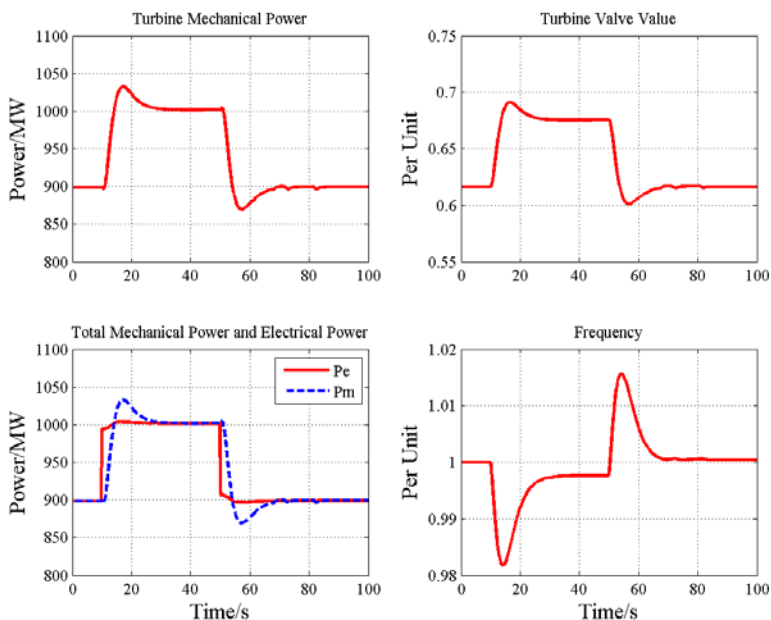 Turbine Mechanical Power
Power/MW
1100
1050
1000
950
900
850
800
0 20 40 60 80 100
Turbine Valve Value
Per Unit
0.75
0.7
0.65
0.6
0.55
0 20 40 60 80 100
Total Mechanical Power and Electrical Power
Power/MW
1100
1050
1000
950
900
850
800
Pe
Pm
0 20 40 60 80 100
Time/s
Frequency
Per Unit
1.02
1.01
1
0.99
0.98
0 20 40 60 80 100
Time/s